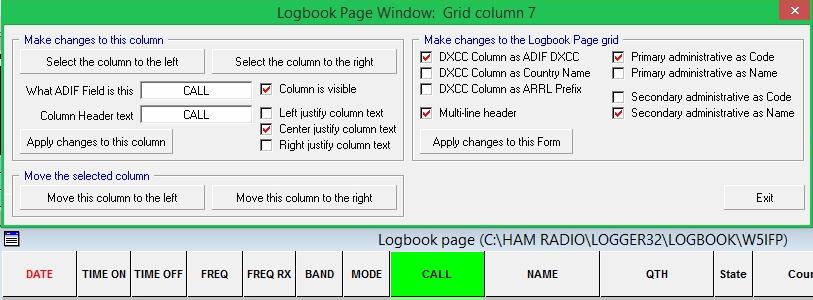 Logbook Page Window: Grid column 7
Make changes to this column
Select the column to the left
Select the column to the right
What ADIF Field is this
CALL
Column is visible
Column Header text
CALL
Left justify column text
Center justify column text
Right justify column text
Apply changes to this column
Move the selected column
Move this column to the left
Move this column to the right
Make changes to the Logbook Page grid
DXCC Column as ADIF DXCC
DXCC Column as Country Name
DXCC Column as ARRL Prefix
Multi-line header
Primary administrative as Code
Primary administrative as Name
Secondary administrative as Code
Secondary administrative as Name
Apply changes to this Form
Exit
Logbook page (C:\HAM RADIO\LOGGER32\LOGBOOK\W5IFP)
DATE TIME ON TIME OFF FREQ FREQ RX BAND MODE CALL NAME QTH State Cour